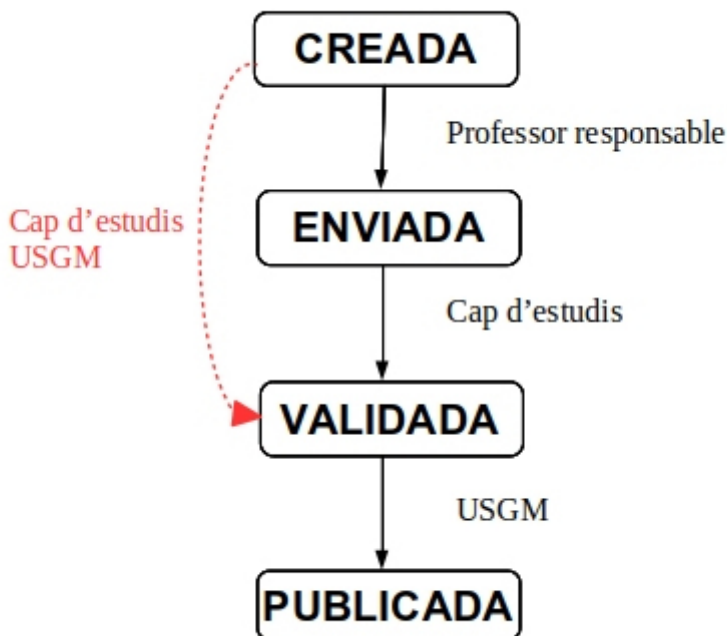 CREADA
Professor responsable
ENVIADA
Cap d’estudis
USGM
Cap d’estudis
VALIDADA
USGM
PUBLICADA